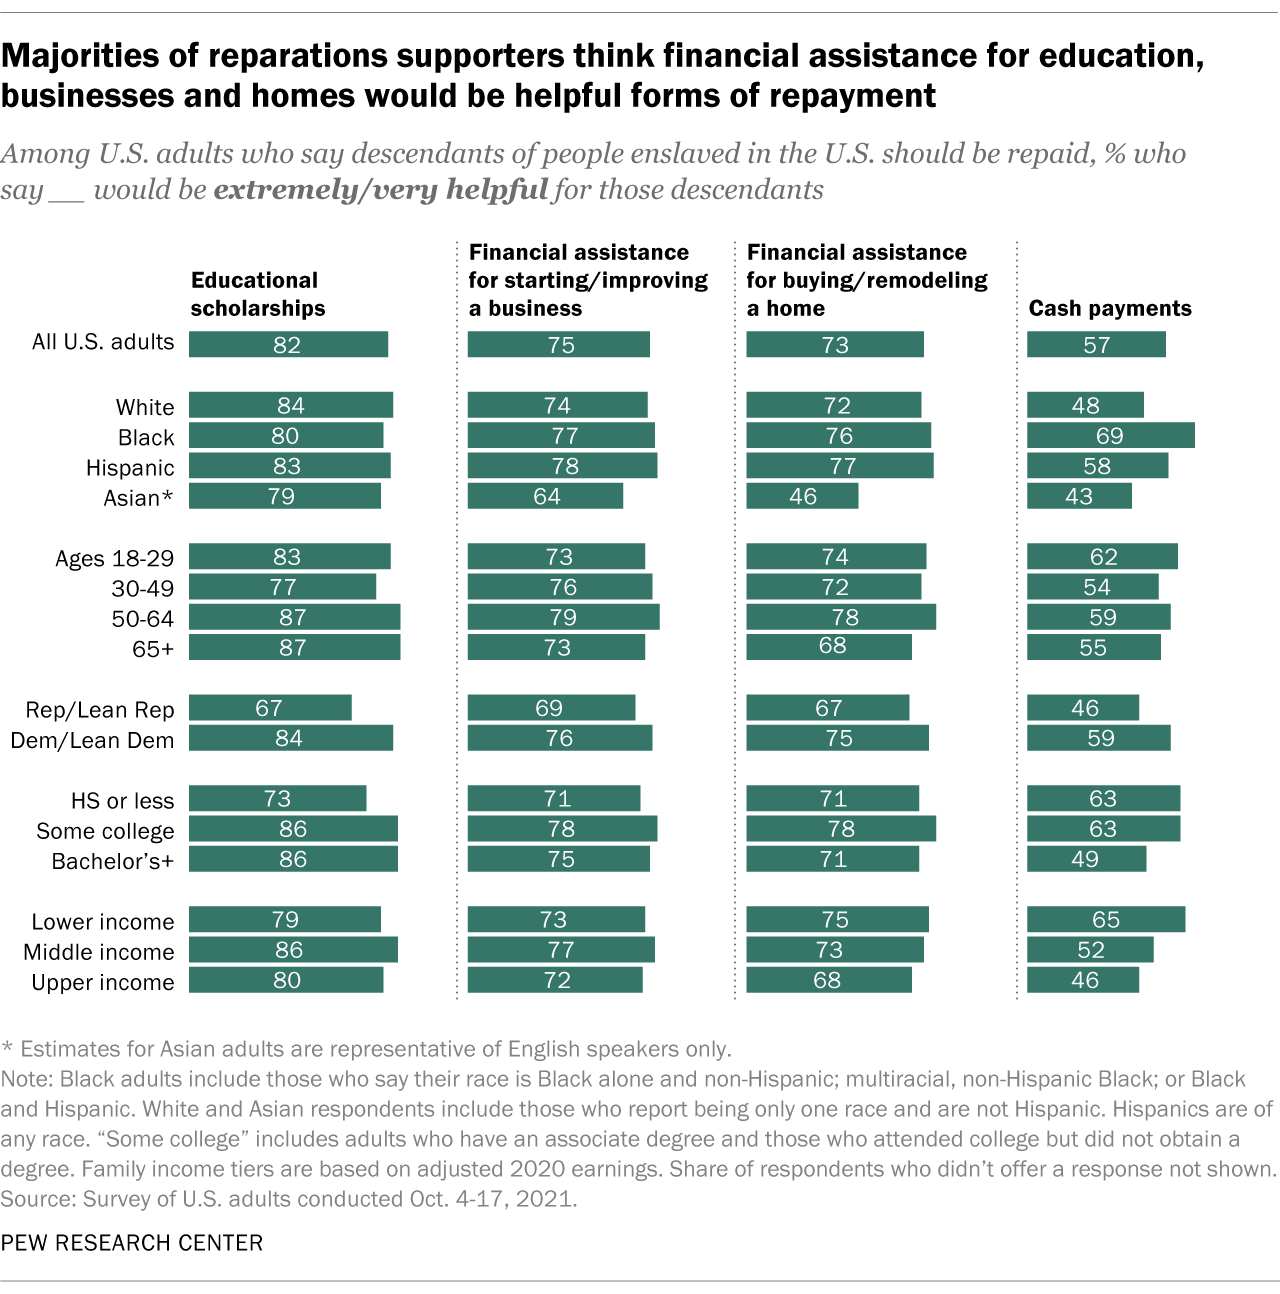 Majorities of reparations supporters think financial assistance for education,
businesses and homes would be helpful forms of repayment
Among U.S. adults who say descendants of people enslaved in the U.S. should be repaid, % who
say __ would be extremely/very helpful for those descendants
Educational
scholarships
Financial assistance
for starting/improving
a business
Financial assistance
for buying/remodeling
a home
Cash payments
All U.S. adults 82 75 73 57
White 84 74 72 48
Black 80 77 76 69
Hispanic 83 78 77 58
Asian* 79 64 46 43
Ages 18-29 83 73 74 62
30-49 77 76 72 54
50-64 87 79 78 59
65+ 87 73 68 55
Rep/Lean Rep 67 69 67 46
Dem/Lean Dem 84 76 75 59
HS or less 73 71 71 63
Some college 86 78 78 63
Bachelor’s+ 86 75 71 49
Lower income 79 73 75 65
Middle income 86 77 73 52
Upper income 80 72 68 46
* Estimates for Asian adults are representative of English speakers only.
Note: Black adults include those who say their race is Black alone and non-Hispanic; multiracial, non-Hispanic Black; or Black
and Hispanic. White and Asian respondents include those who report being only one race and are not Hispanic. Hispanics are of
any race. “Some college” includes adults who have an associate degree and those who attended college but did not obtain a
degree. Family income tiers are based on adjusted 2020 earnings. Share of respondents who didn’t offer a response not shown.
Source: Survey of U.S. adults conducted Oct. 4-17, 2021.
PEW RESEARCH CENTER